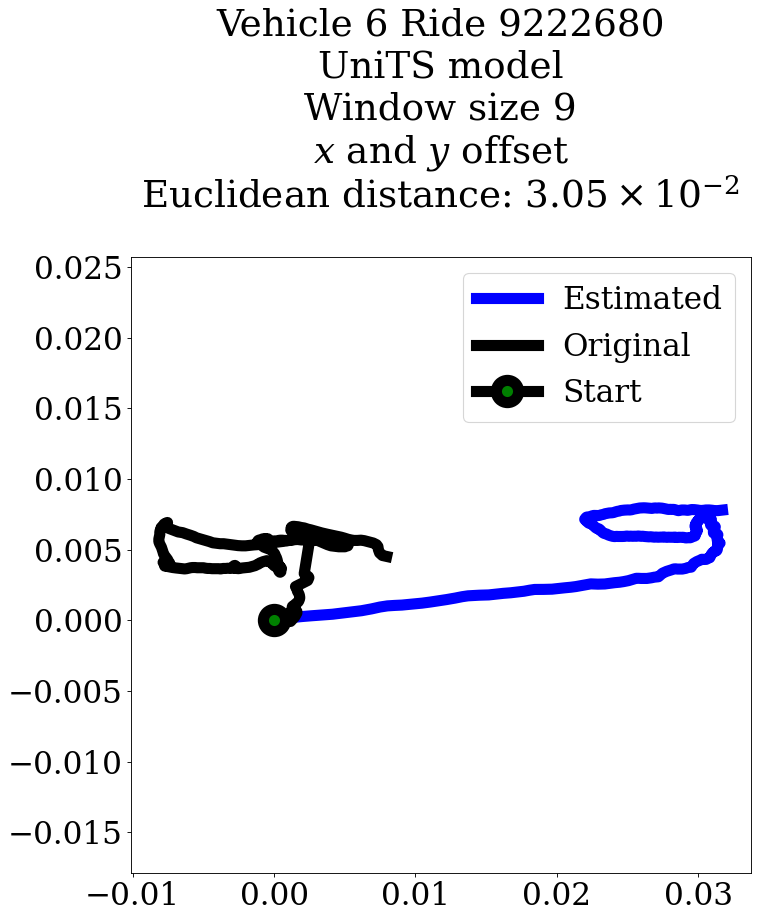 Vehicle 6 Ride 9222680
UniTS model
Window size 9
x and y offset
Euclidean distance: 3.05 × 10⁻²
Estimated
Original
Start
0.025
0.020
0.015
0.010
0.005
0.000
−0.005
−0.010
−0.015
−0.01 0.00 0.01 0.02 0.03